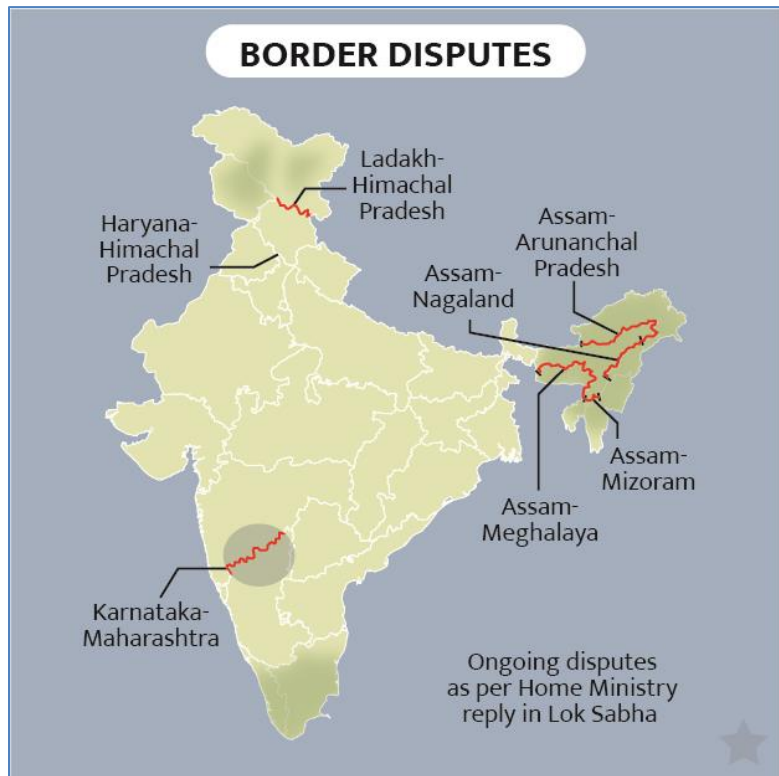 BORDER DISPUTES
Ladakh-
Himachal
Pradesh
Haryana-
Himachal
Pradesh
Assam-
Arunanchal
Pradesh
Assam-
Nagaland
Assam-
Mizoram
Assam-
Meghalaya
Karnataka-
Maharashtra
Ongoing disputes
as per Home Ministry
reply in Lok Sabha